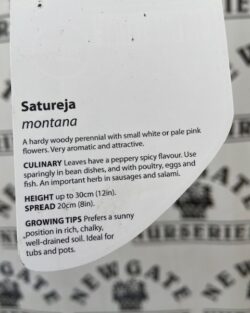 Satureja
montana
A hardy woody perennial with small white or pale pink
flowers. Very aromatic and attractive.
CULINARY Leaves have a peppery spicy flavour. Use
sparingly in bean dishes, and with poultry, eggs and
fish. An important herb in sausages and salami.
HEIGHT up to 30cm (12in).
SPREAD 20cm (8in).
GROWING TIPS Prefers a sunny
position in rich, chalky,
well-drained soil. Ideal for
tubs and pots.
NURSERIES
NEWGATE